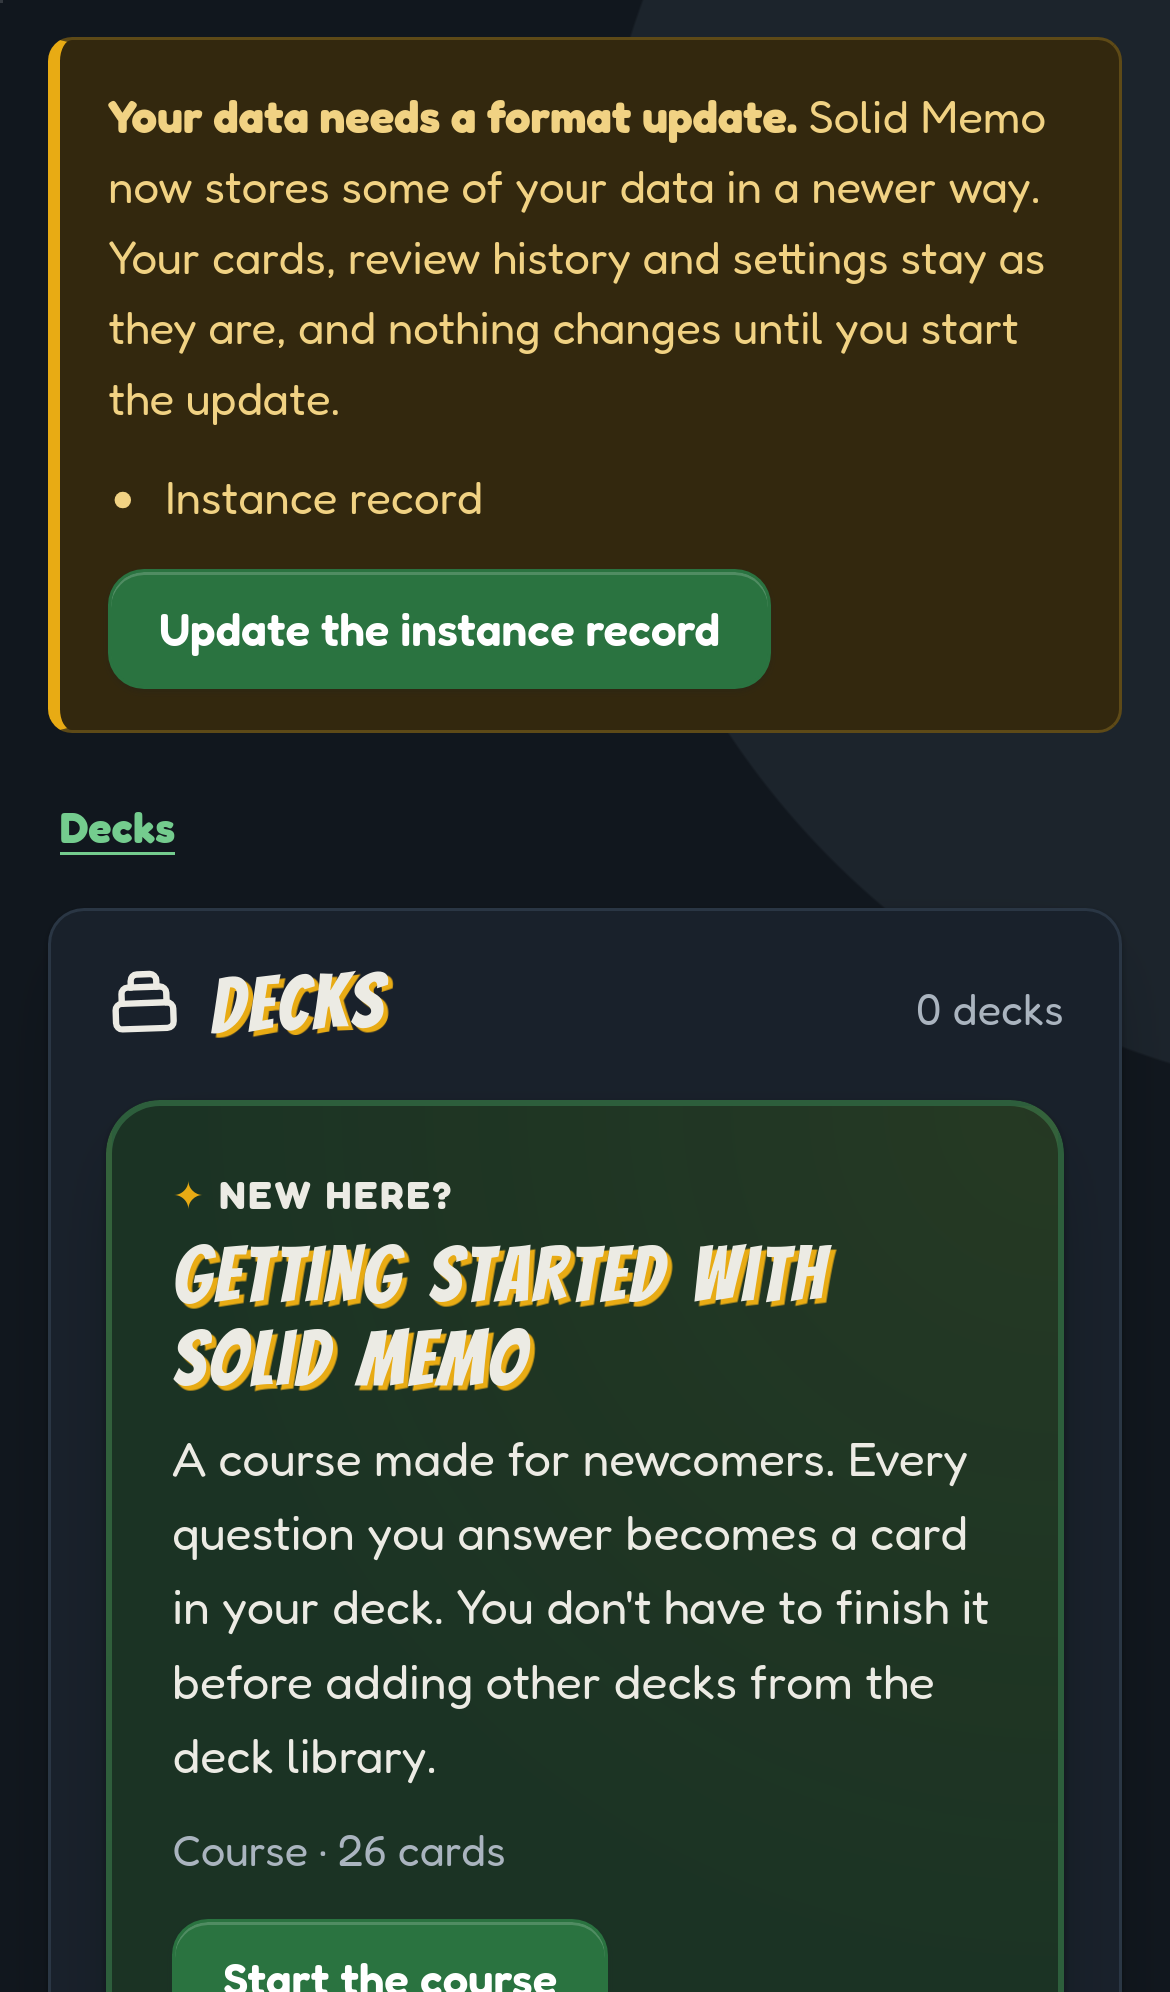 Your data needs a format update. Solid Memo
now stores some of your data in a newer way.
Your cards, review history and settings stay as
they are, and nothing changes until you start
the update.
• Instance record
Update the instance record
Decks
DECKS
0 decks
✦ NEW HERE?
GETTING STARTED WITH
SOLID MEMO
A course made for newcomers. Every
question you answer becomes a card
in your deck. You don't have to finish it
before adding other decks from the
deck library.
Course · 26 cards
Start the course